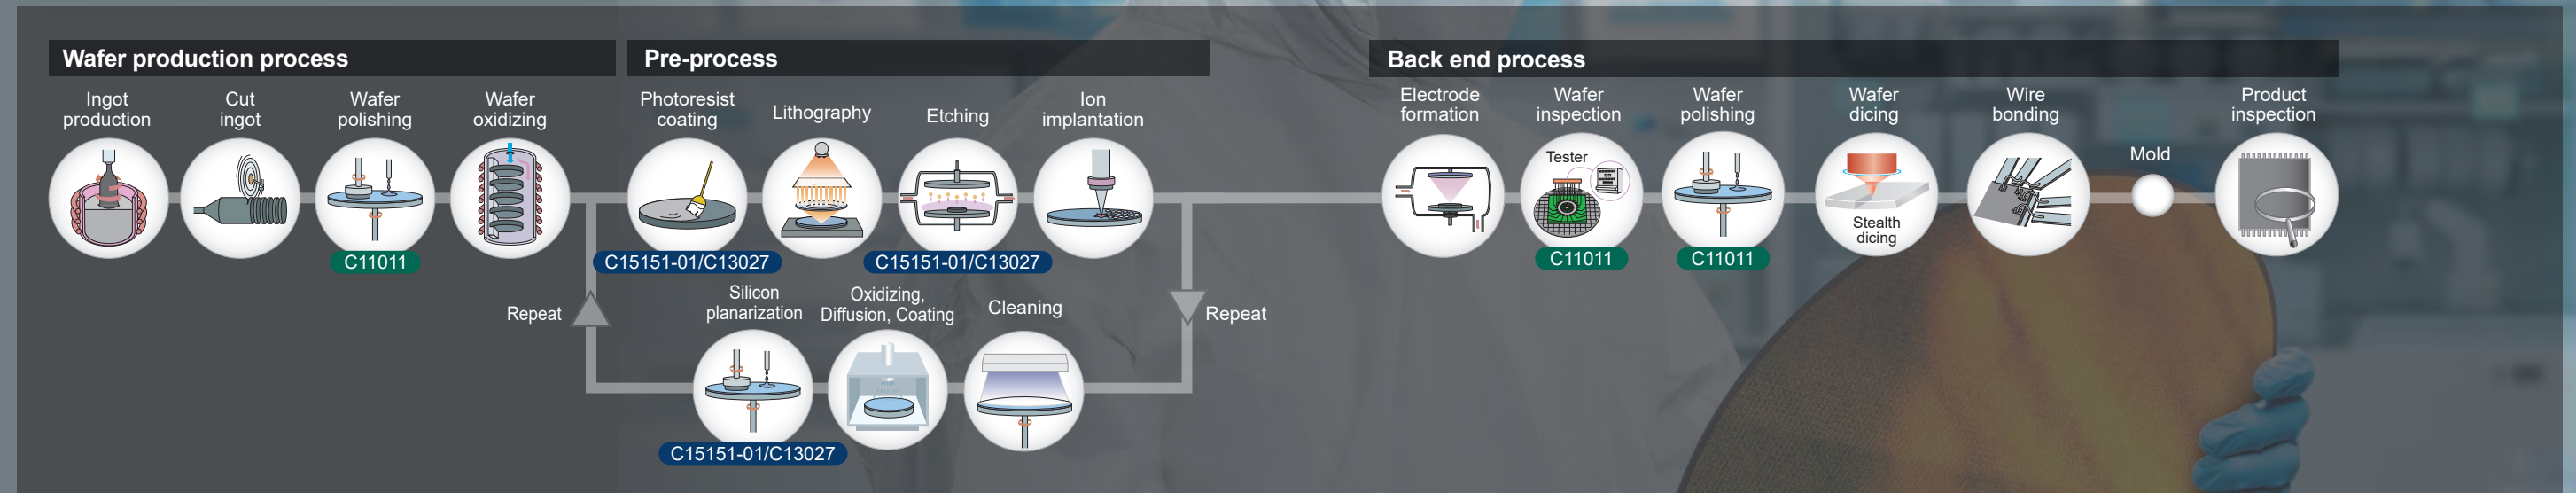 Wafer production process
Ingot
production
Cut
ingot
Wafer
polishing
Wafer
oxidizing
C11011
Pre-process
Photoresist
coating
Lithography
Etching
Ion
implantation
C15151-01/C13027
C15151-01/C13027
Repeat
Silicon
planarization
Oxidizing,
Diffusion, Coating
Cleaning
Repeat
C15151-01/C13027
Back end process
Electrode
formation
Wafer
inspection
Wafer
polishing
Wafer
dicing
Wire
bonding
Mold
Product
inspection
Tester
Stealth
dicing
C11011
C11011